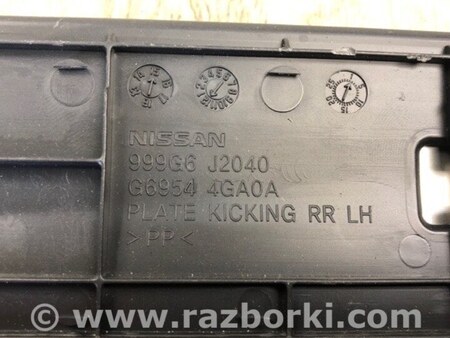 NISSAN
999G6 J2040
G6954 4GA0A
PLATE KICKING RR LH
>PP<
© www.razborki.com